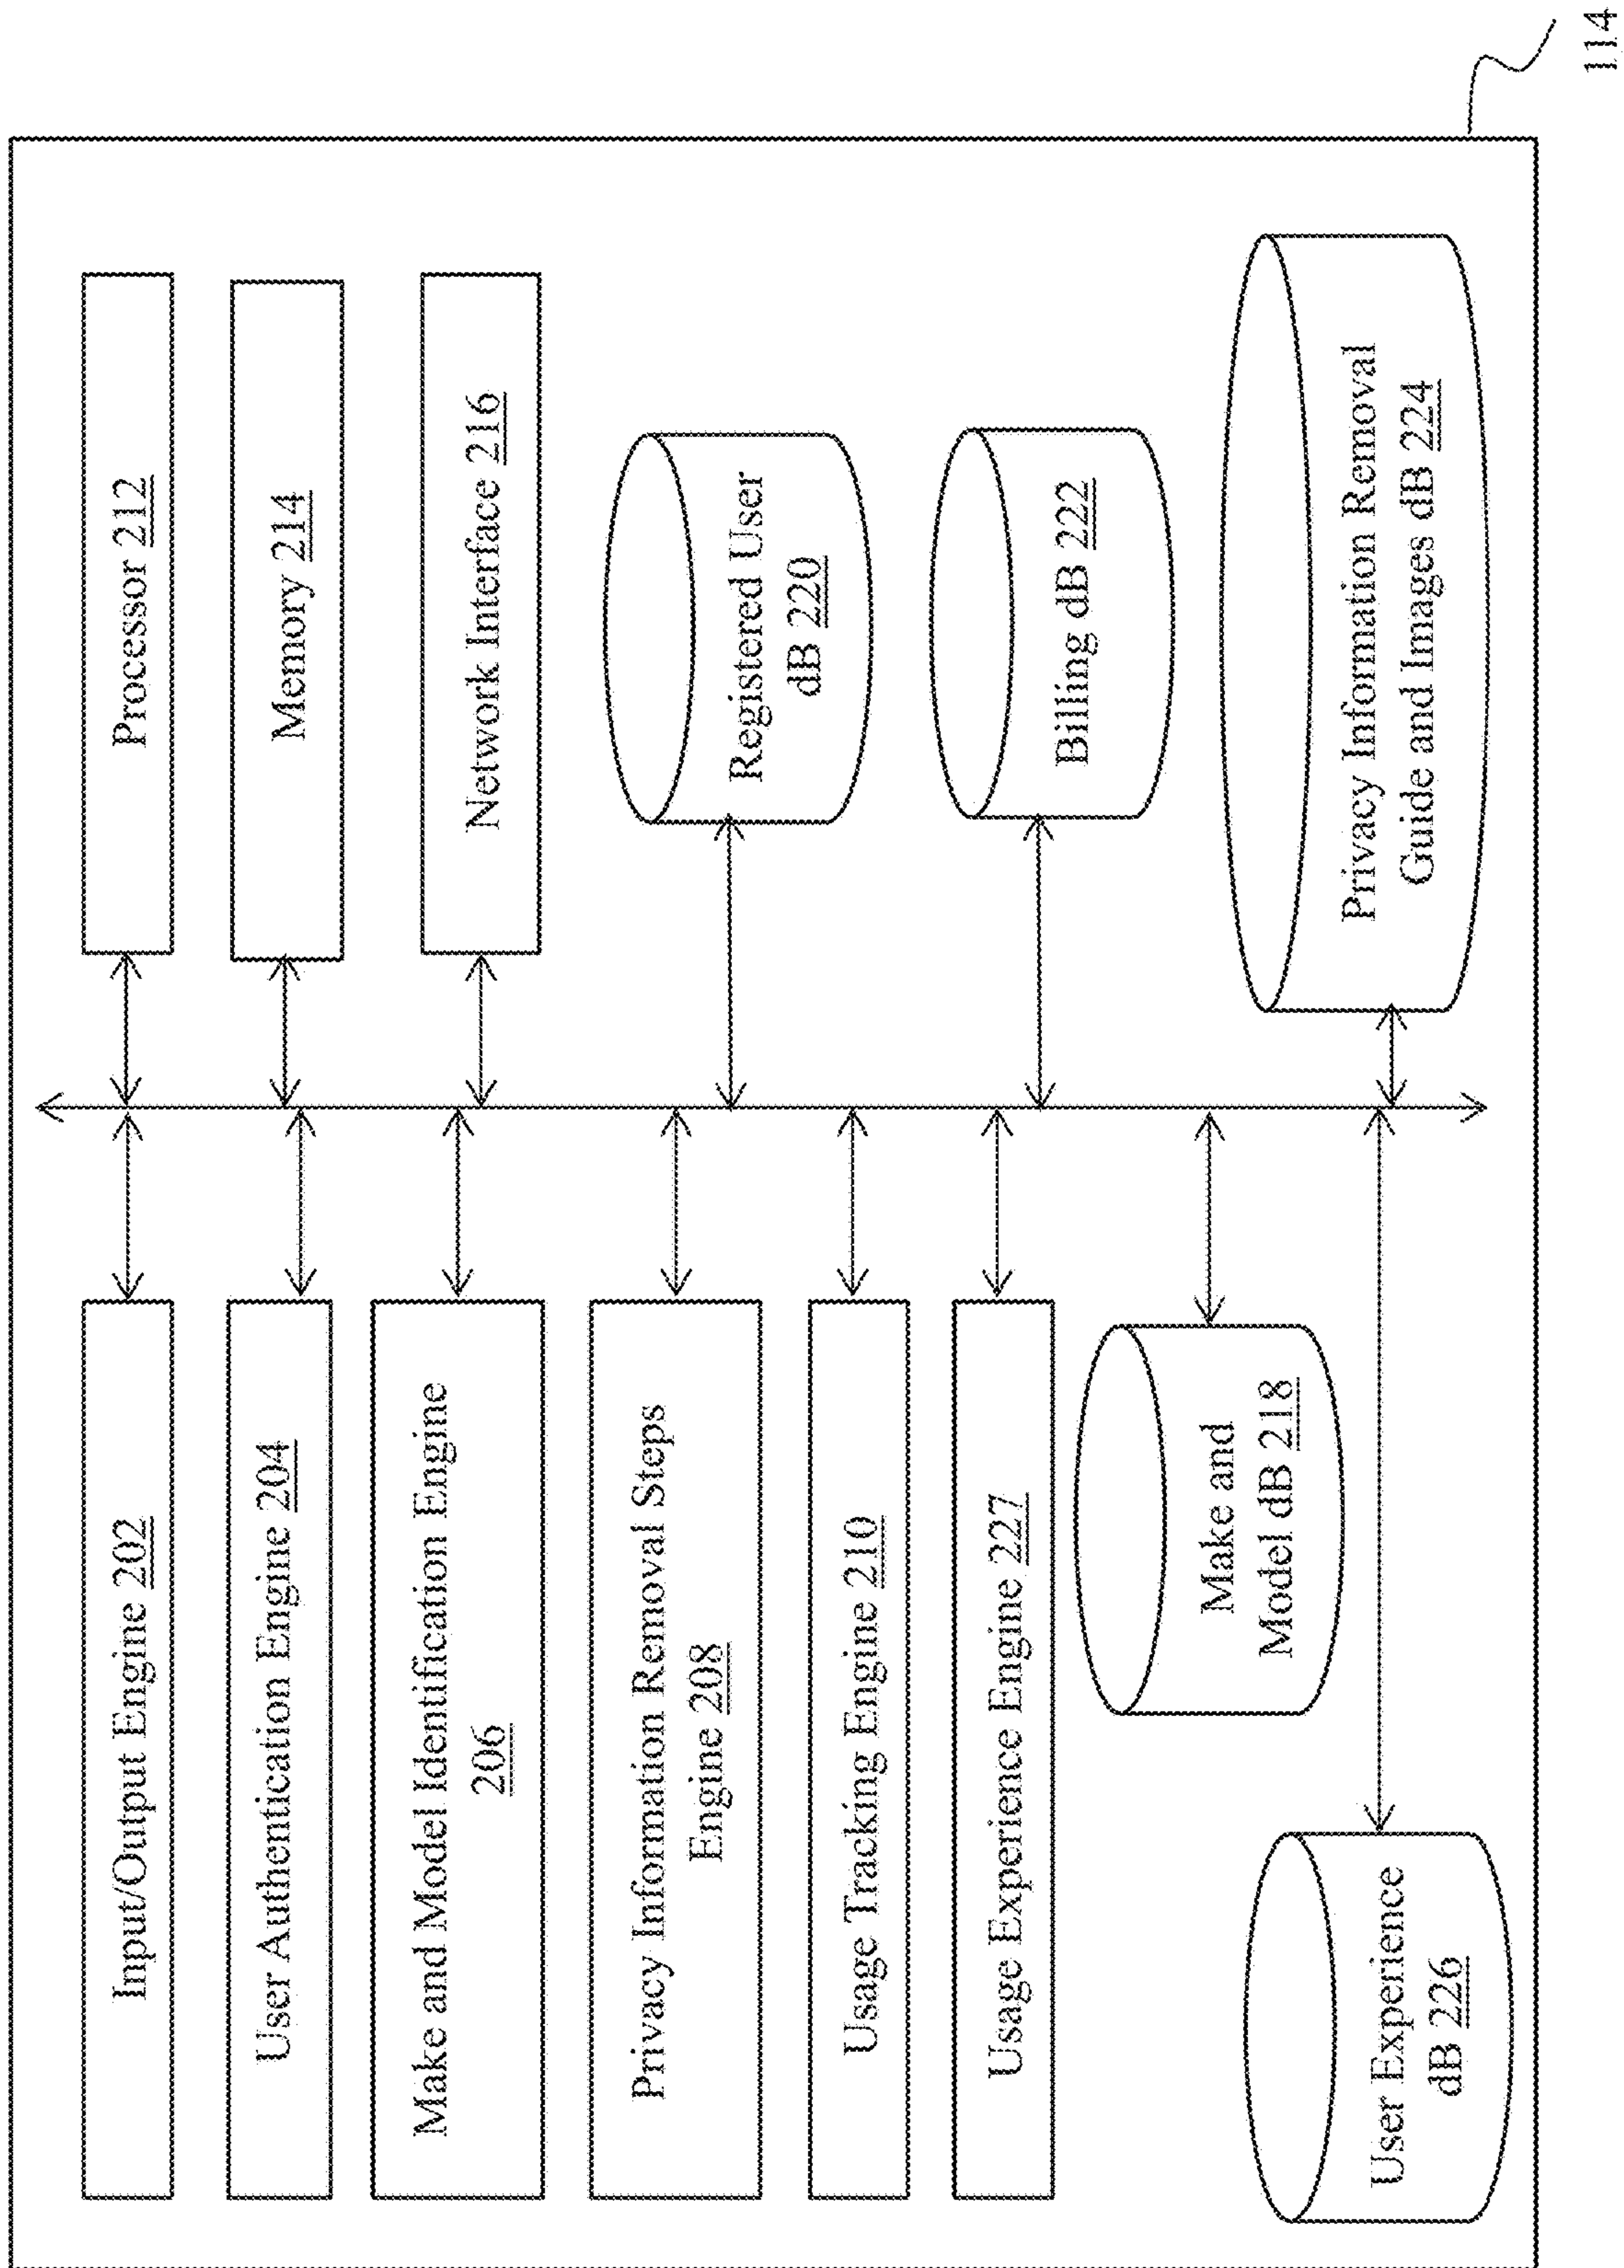 Input/Output Engine 202
User Authentication Engine 204
Make and Model Identification Engine
206
Privacy Information Removal Steps
Engine 208
Usage Tracking Engine 210
Usage Experience Engine 227
Make and
Model dB 218
User Experience
dB 226
Processor 212
Memory 214
Network Interface 216
Registered User
dB 220
Billing dB 222
Privacy Information Removal
Guide and Images dB 224
114